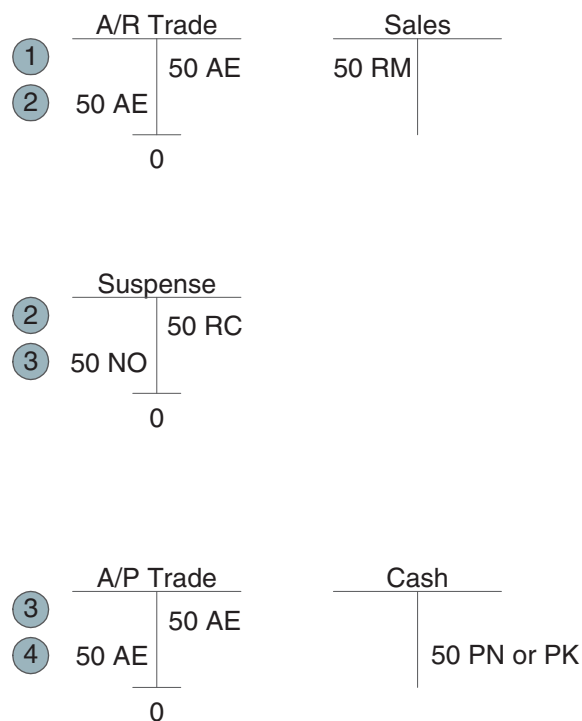 A/R Trade Sales
1 50 AE 50 RM
2 50 AE
0
Suspense
2 50 RC
3 50 NO
0
A/P Trade Cash
3 50 AE
4 50 AE 50 PN or PK
0